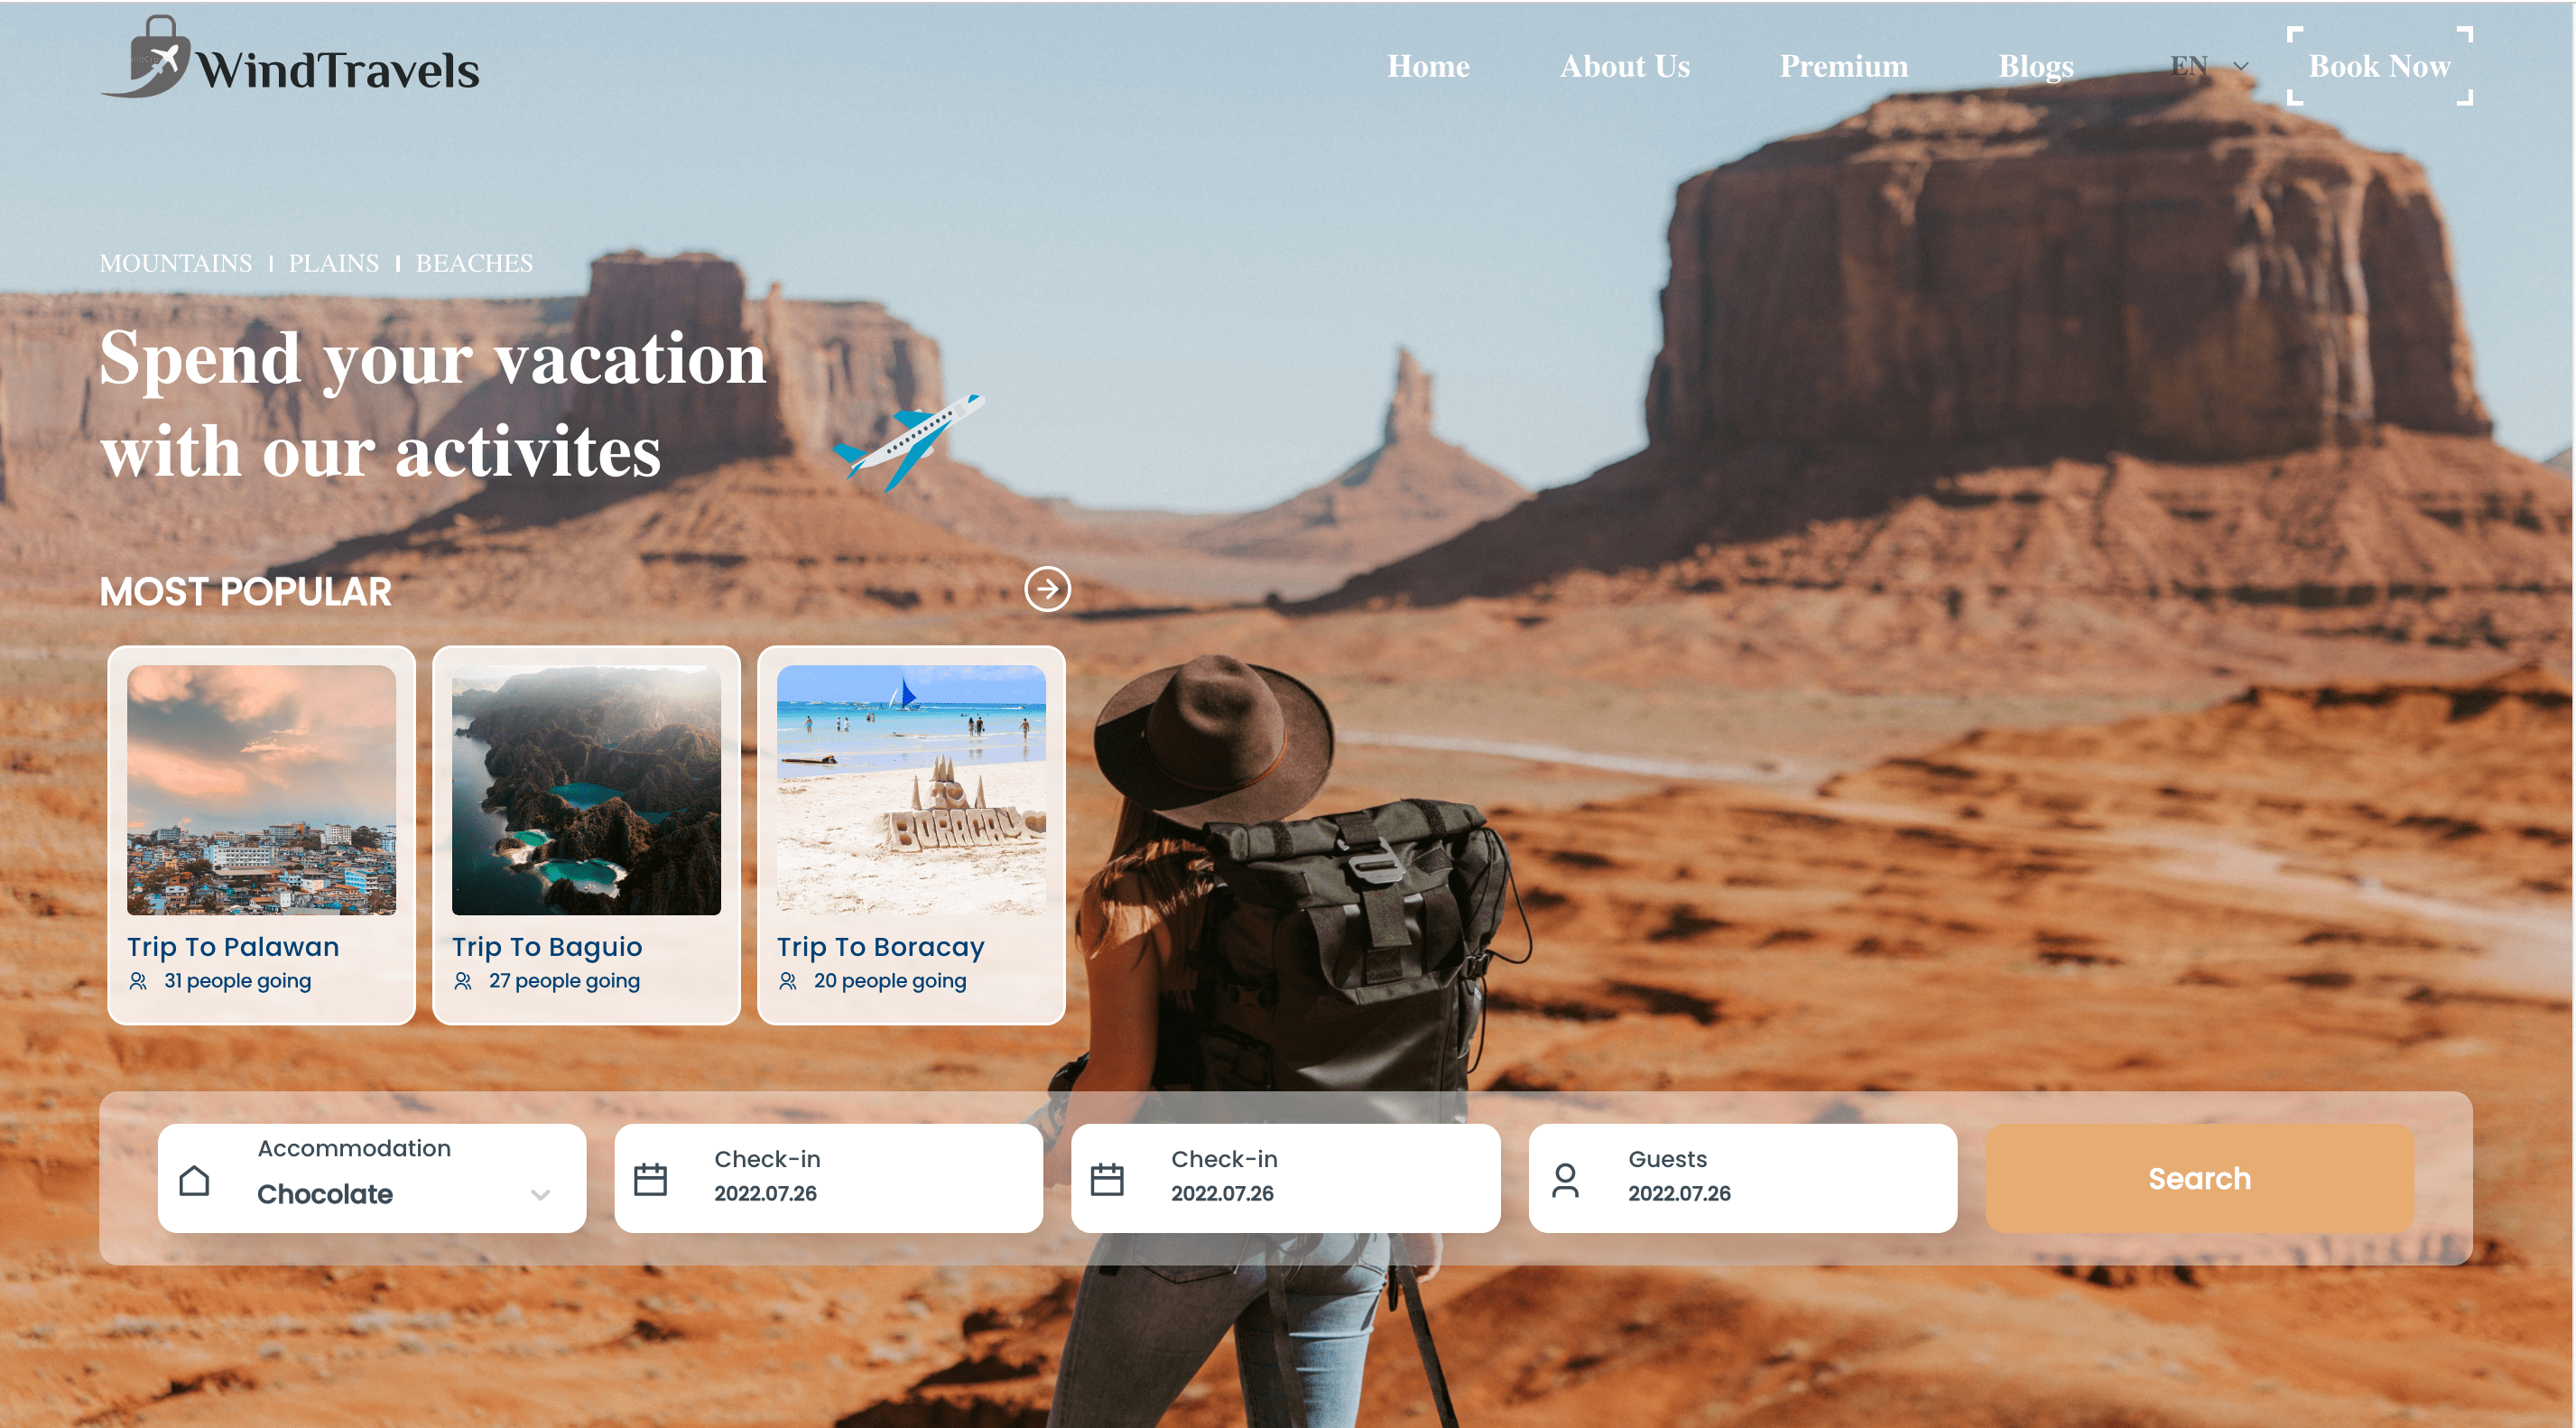 WindTravels
Home About Us Premium Blogs EN Book Now
MOUNTAINS | PLAINS | BEACHES
Spend your vacation
with our activites
MOST POPULAR
BORACAY
Trip To Palawan
31 people going
Trip To Baguio
27 people going
Trip To Boracay
20 people going
Accommodation
Chocolate
Check-in
2022.07.26
Check-in
2022.07.26
Guests
2022.07.26
Search